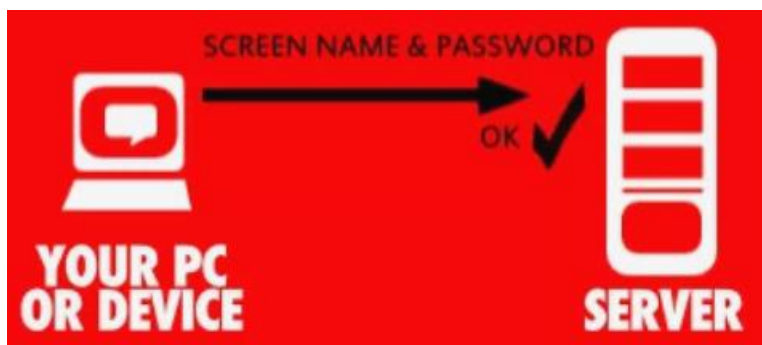 SCREEN NAME & PASSWORD
OK
YOUR PC
OR DEVICE
SERVER